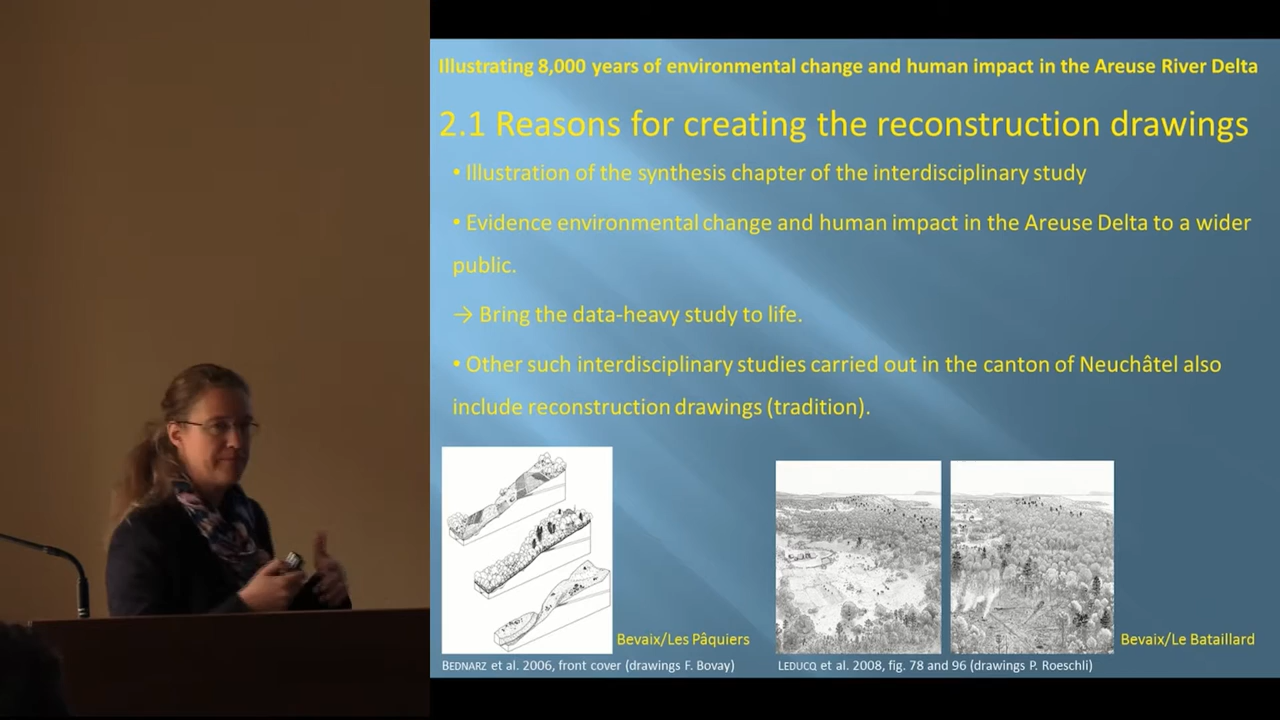 Illustrating 8,000 years of environmental change and human impact in the Areuse River Delta
2.1 Reasons for creating the reconstruction drawings
• Illustration of the synthesis chapter of the interdisciplinary study
• Evidence environmental change and human impact in the Areuse Delta to a wider
public.
→ Bring the data-heavy study to life.
• Other such interdisciplinary studies carried out in the canton of Neuchâtel also
include reconstruction drawings (tradition).
Bevaix/Les Pâquiers
Bevaix/Le Bataillard
BEDNARZ et al. 2006, front cover (drawings F. Bovay)
LEDUCQ et al. 2008, fig. 78 and 96 (drawings P. Roeschli)